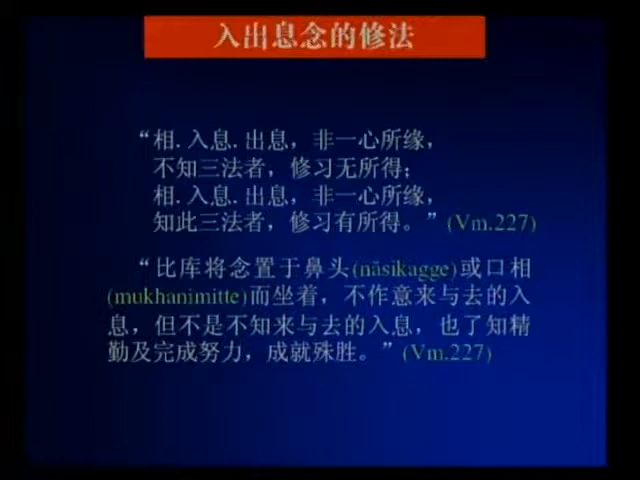 入出息念的修法
“相.入息.出息，非一心所缘，
不知三法者，修习无所得；
相.入息.出息，非一心所缘，
知此三法者，修习有所得。”(Vm.227)
“比库将念置于鼻头(nāsikagge)或口相
(mukhanimitte)而坐着，不作意来与去的入
息，但不是不知来与去的入息，也了知精
勤及完成努力，成就殊胜。”(Vm.227)